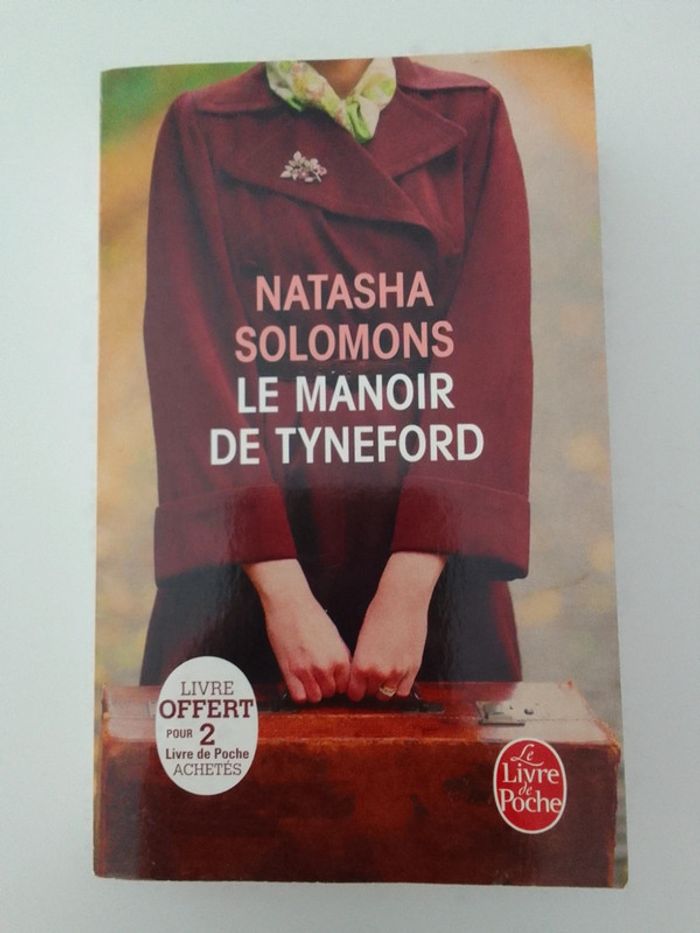 NATASHA
SOLOMONS
LE MANOIR
DE TYNEFORD
LIVRE
OFFERT
POUR 2
Livre de Poche
ACHETÉS
Le
Livre
de
Poche